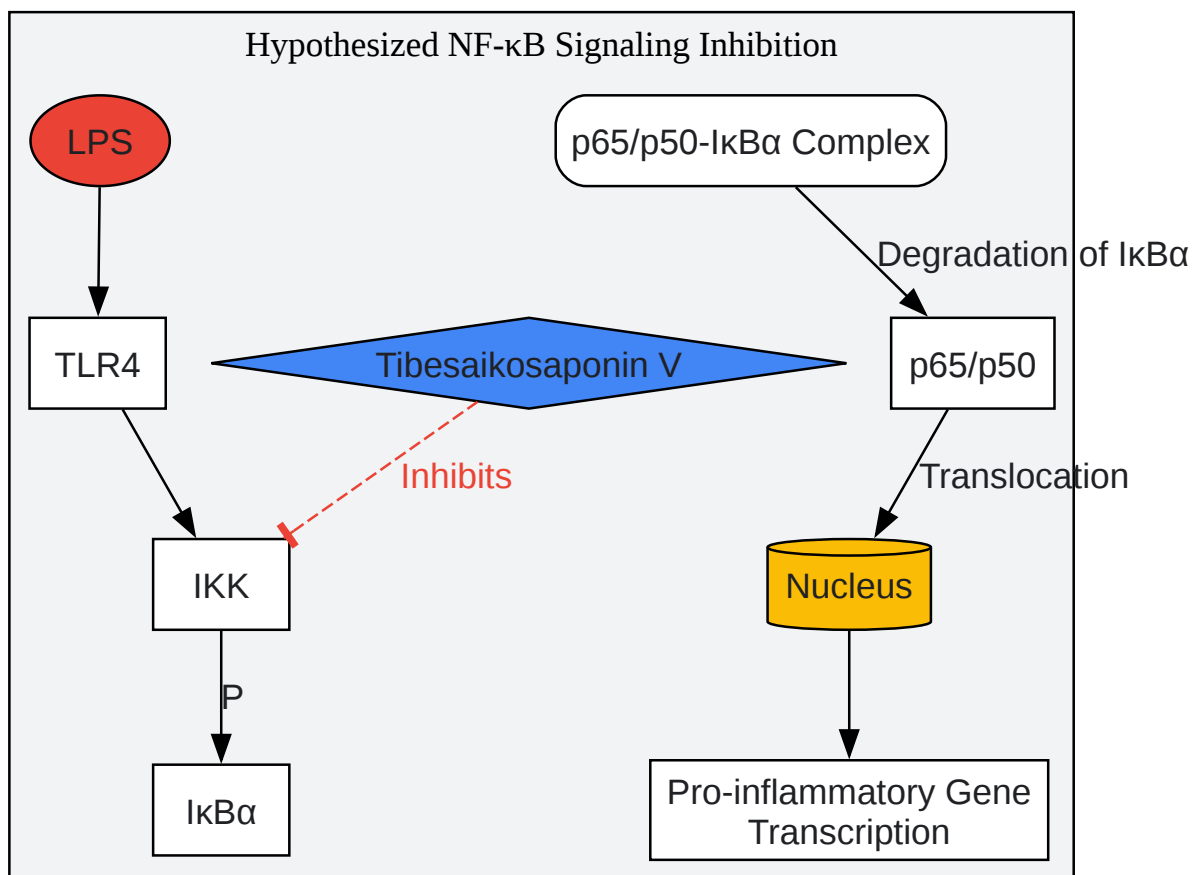 Hypothesized NF-κB Signaling Inhibition
LPS
p65/p50-IκBα Complex
Degradation of IκBα
TLR4
Tibesaikosaponin V
p65/p50
Inhibits
Translocation
IKK
Nucleus
P
IκBα
Pro-inflammatory Gene
Transcription